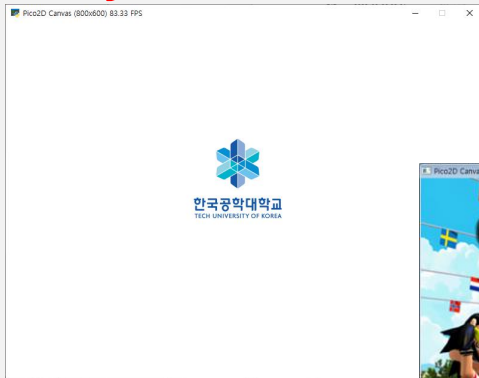 Pico2D Canvas (800x600) 83.33 FPS
한국공학대학교
TECH UNIVERSITY OF KOREA
Pico2D Canva